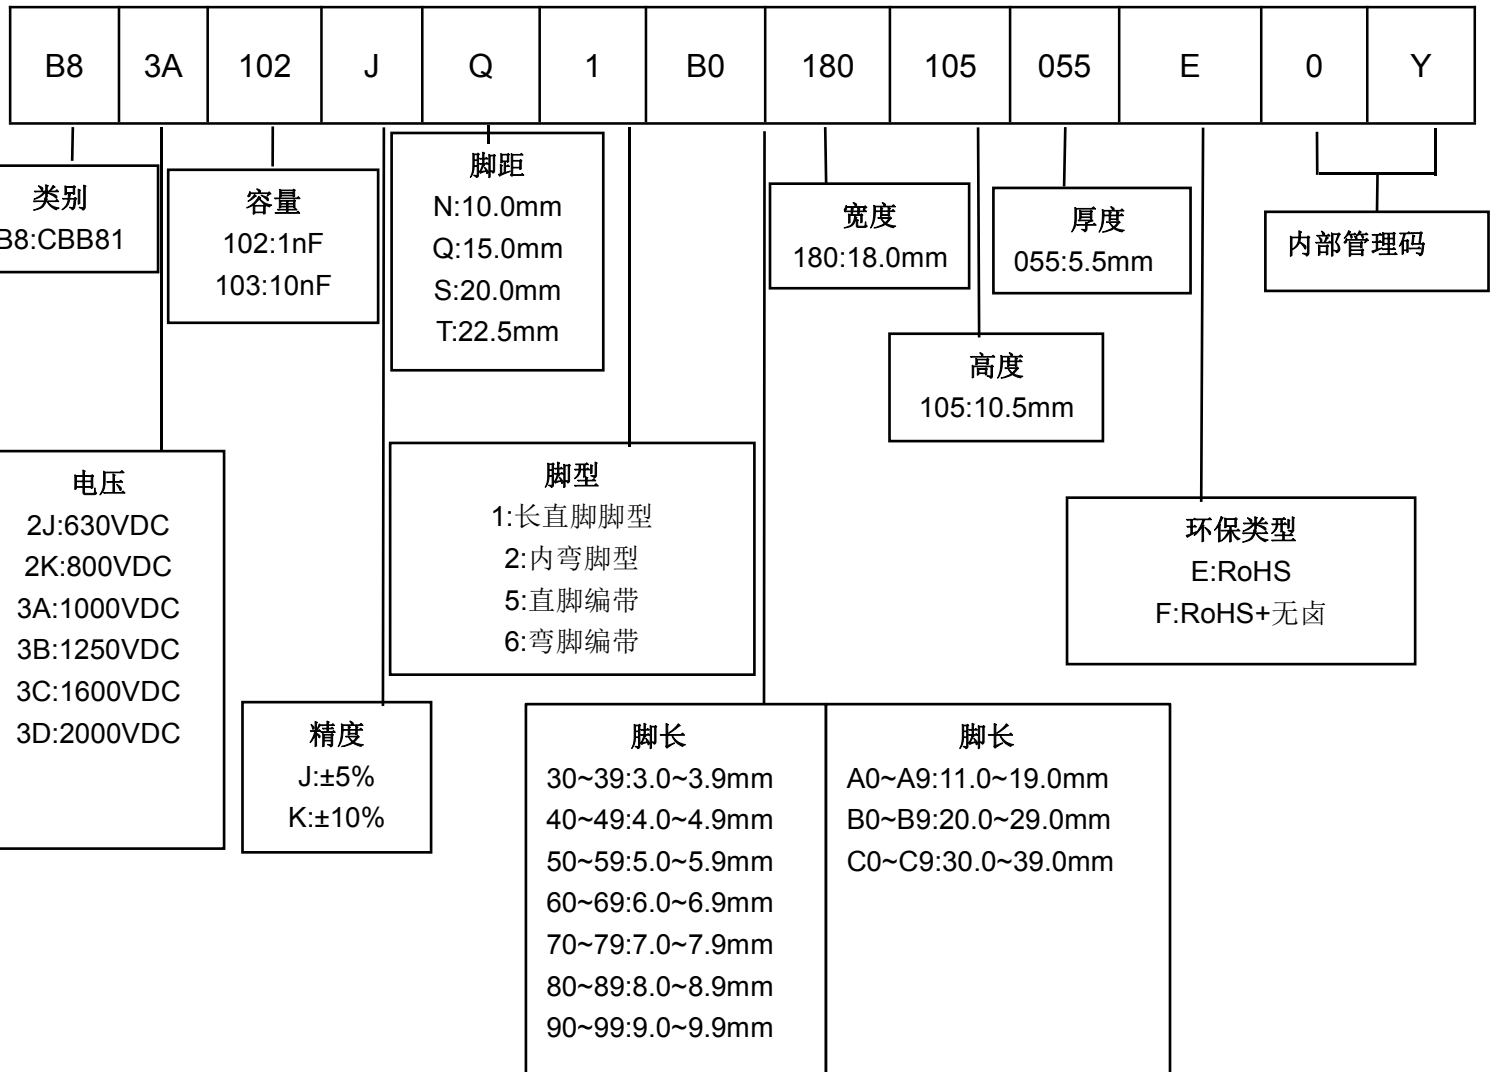 B8 3A 102 J Q 1 B0 180 105 055 E 0 Y
类别
B8:CBB81
容量
102:1nF
103:10nF
脚距
N:10.0mm
Q:15.0mm
S:20.0mm
T:22.5mm
宽度
180:18.0mm
厚度
055:5.5mm
内部管理码
高度
105:10.5mm
电压
2J:630VDC
2K:800VDC
3A:1000VDC
3B:1250VDC
3C:1600VDC
3D:2000VDC
脚型
1:长直脚脚型
2:内弯脚型
5:直脚编带
6:弯脚编带
环保类型
E:RoHS
F:RoHS+无卤
精度
J:±5%
K:±10%
脚长
30~39:3.0~3.9mm
40~49:4.0~4.9mm
50~59:5.0~5.9mm
60~69:6.0~6.9mm
70~79:7.0~7.9mm
80~89:8.0~8.9mm
90~99:9.0~9.9mm
脚长
A0~A9:11.0~19.0mm
B0~B9:20.0~29.0mm
C0~C9:30.0~39.0mm